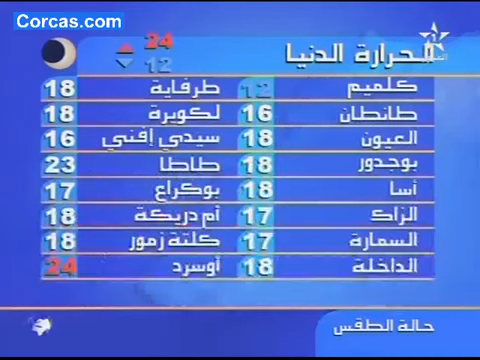 Corcas.com
الحرارة الدنيا
24
12
كلميم 12 طرفاية 18
طانطان 16 لكويرة 18
العيون 18 سيدي إفني 16
بوجدور 18 طاطا 23
أسا 18 بوكراع 17
الزاك 17 أم دريكة 18
السمارة 17 كلتة زمور 18
الداخلة 18 أوسرد 24
حالة الطقس